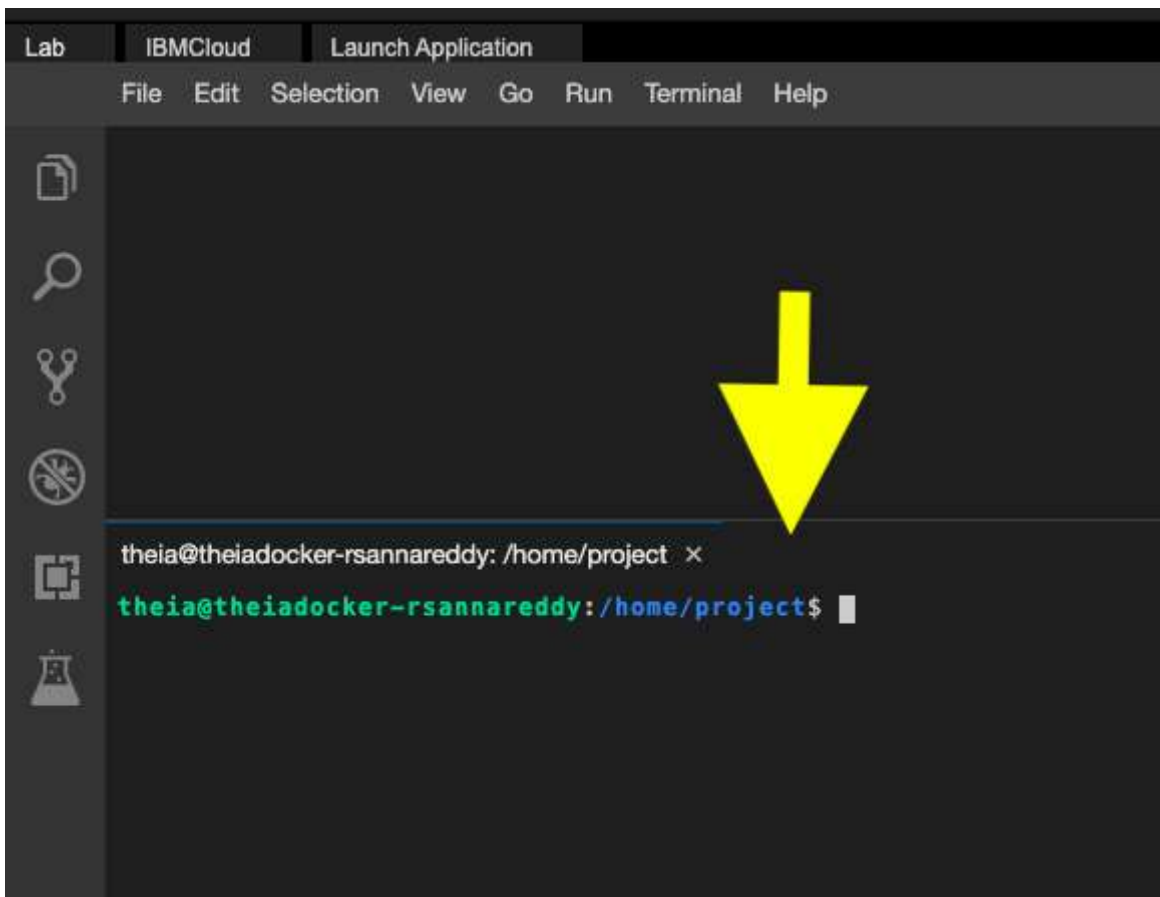 Lab IBMCloud Launch Application
File Edit Selection View Go Run Terminal Help
theia@theiadocker-rsannareddy: /home/project ×
theia@theiadocker-rsannareddy:/home/project$